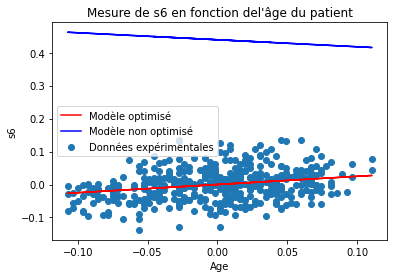 Mesure de s6 en fonction del'âge du patient
0.4
0.3
0.2
0.1
0.0
−0.1
s6
Modèle optimisé
Modèle non optimisé
Données expérimentales
−0.10
−0.05
0.00
0.05
0.10
Age